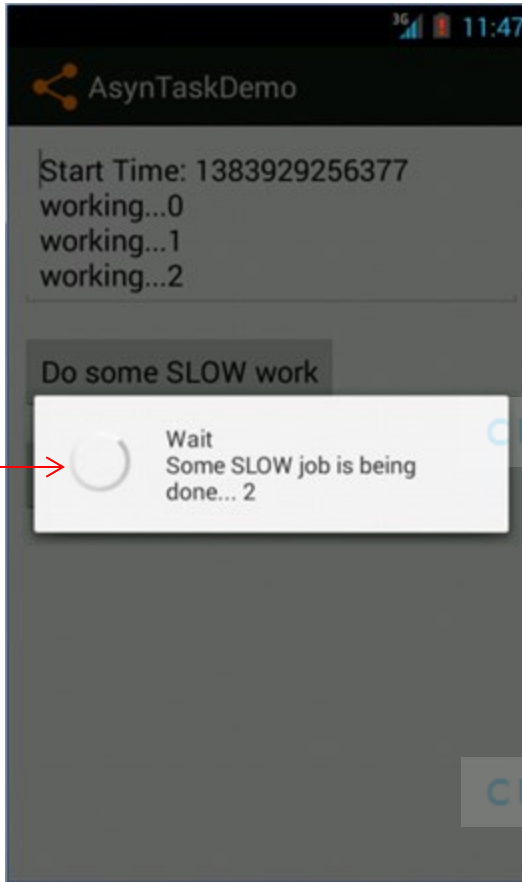 3G 11:47
AsynTaskDemo
Start Time: 1383929256377
working...0
working...1
working...2
Do some SLOW work
Wait
Some SLOW job is being
done... 2